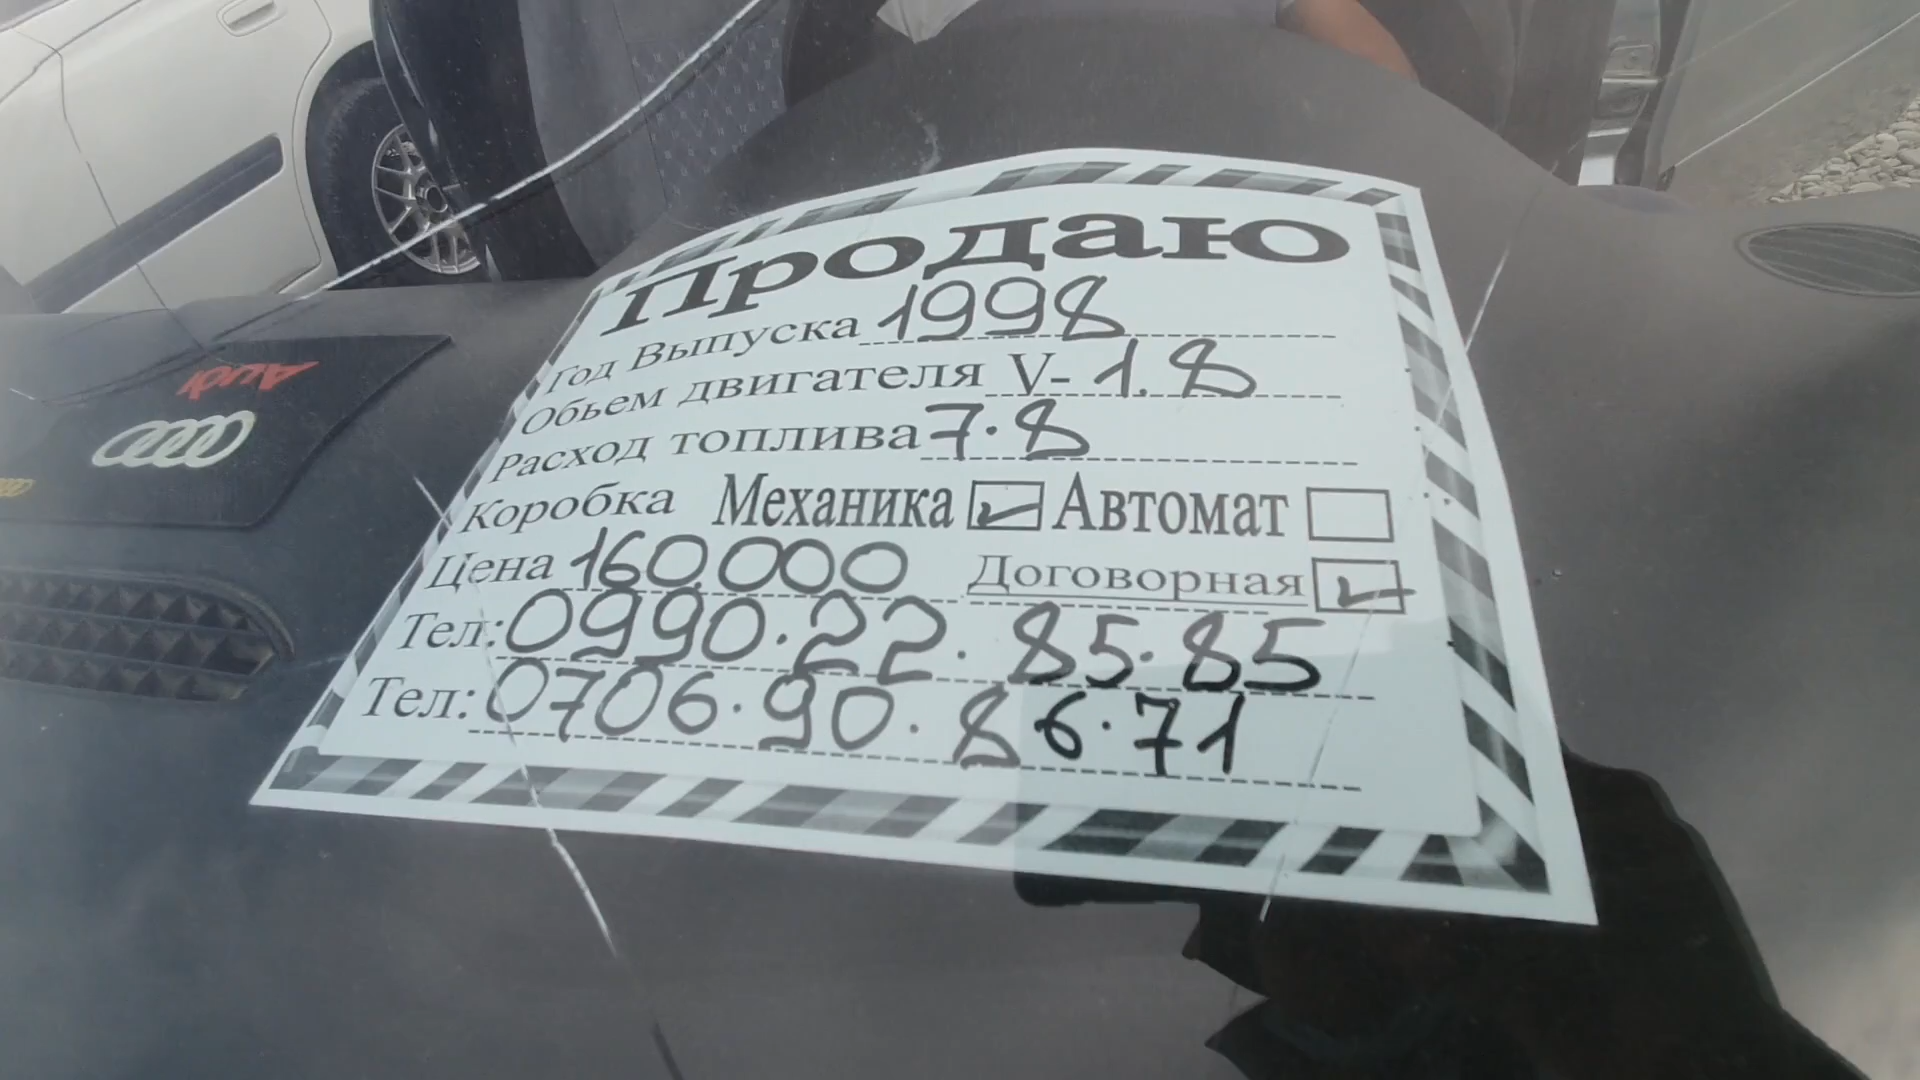 Продаю
Год Выпуска 1998
Обьем двигателя V- 1.8
Расход топлива 7.8
Коробка Механика Автомат
Цена 160.000 Договорная
Тел: 0990.22.85.85
Тел: 0706.90.86.71
Audi